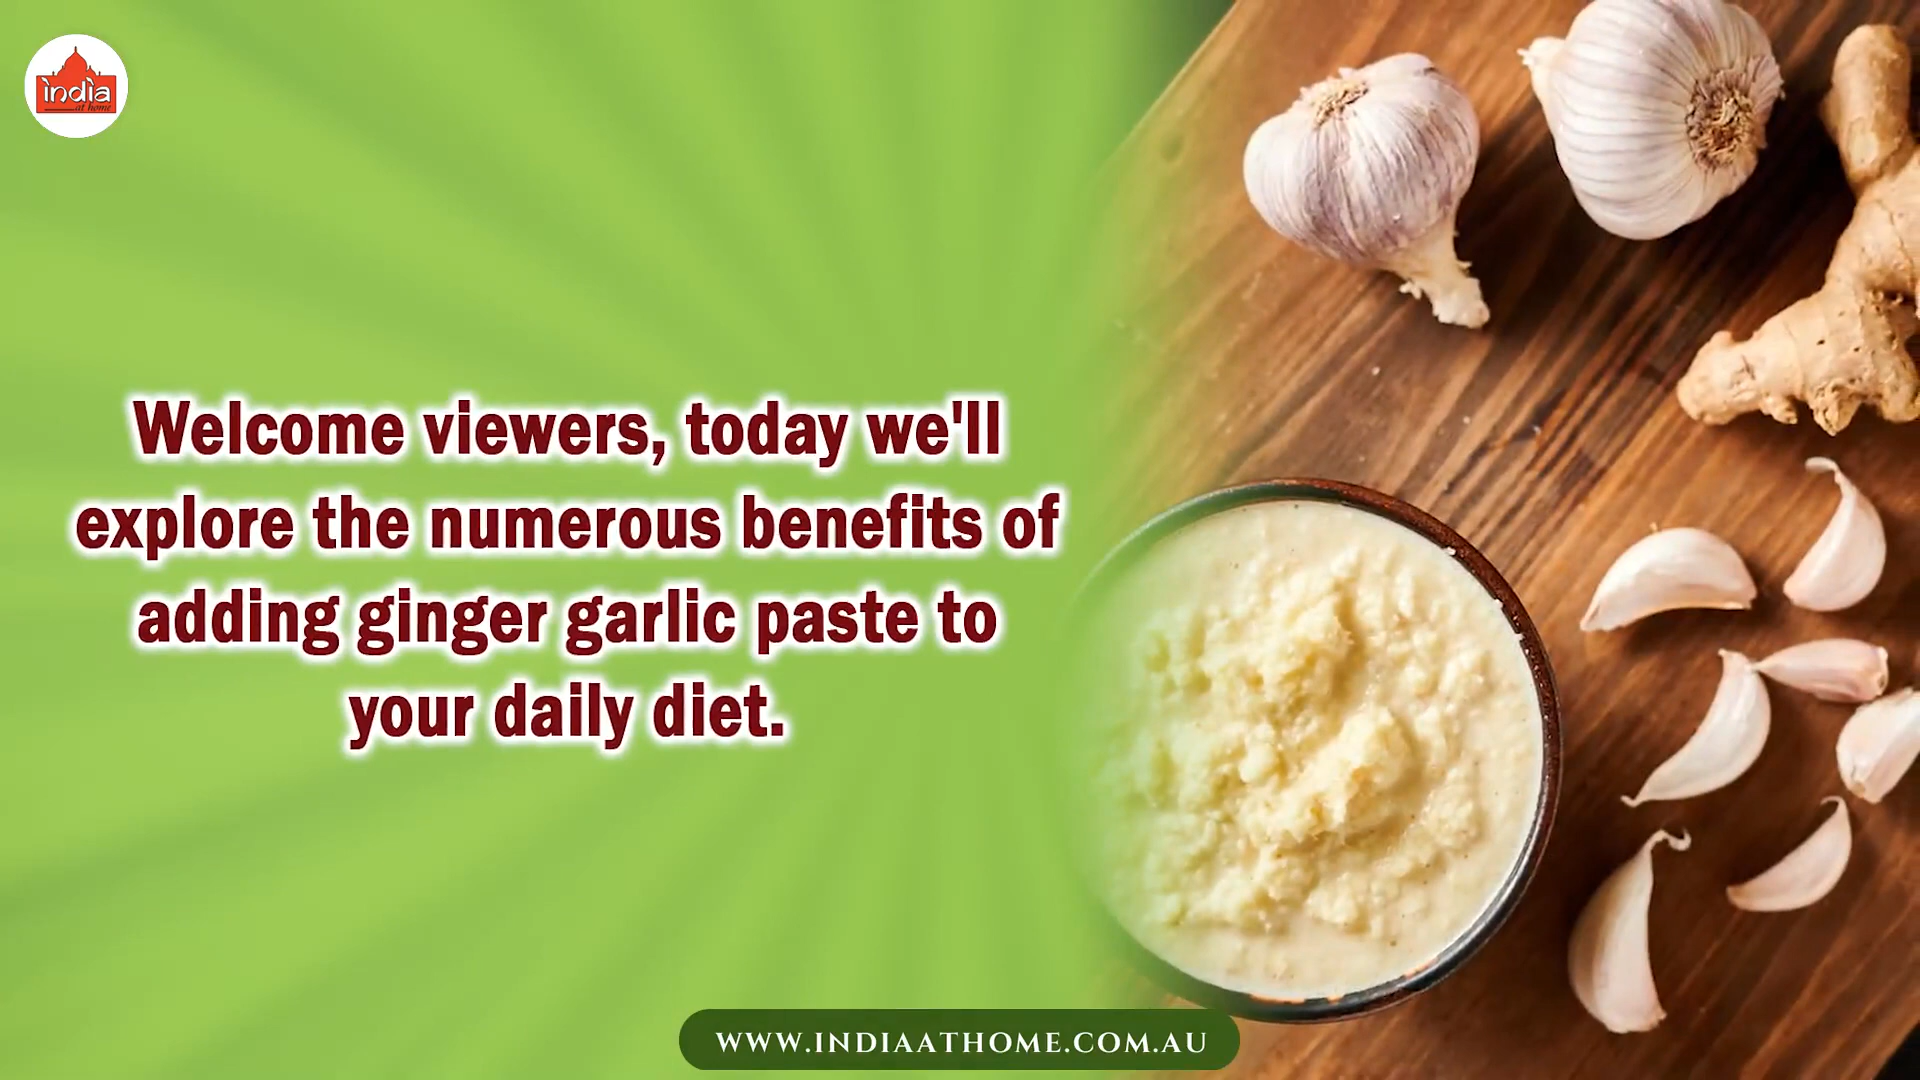 india
at home
Welcome viewers, today we'll
explore the numerous benefits of
adding ginger garlic paste to
your daily diet.
WWW.INDIAATHOME.COM.AU